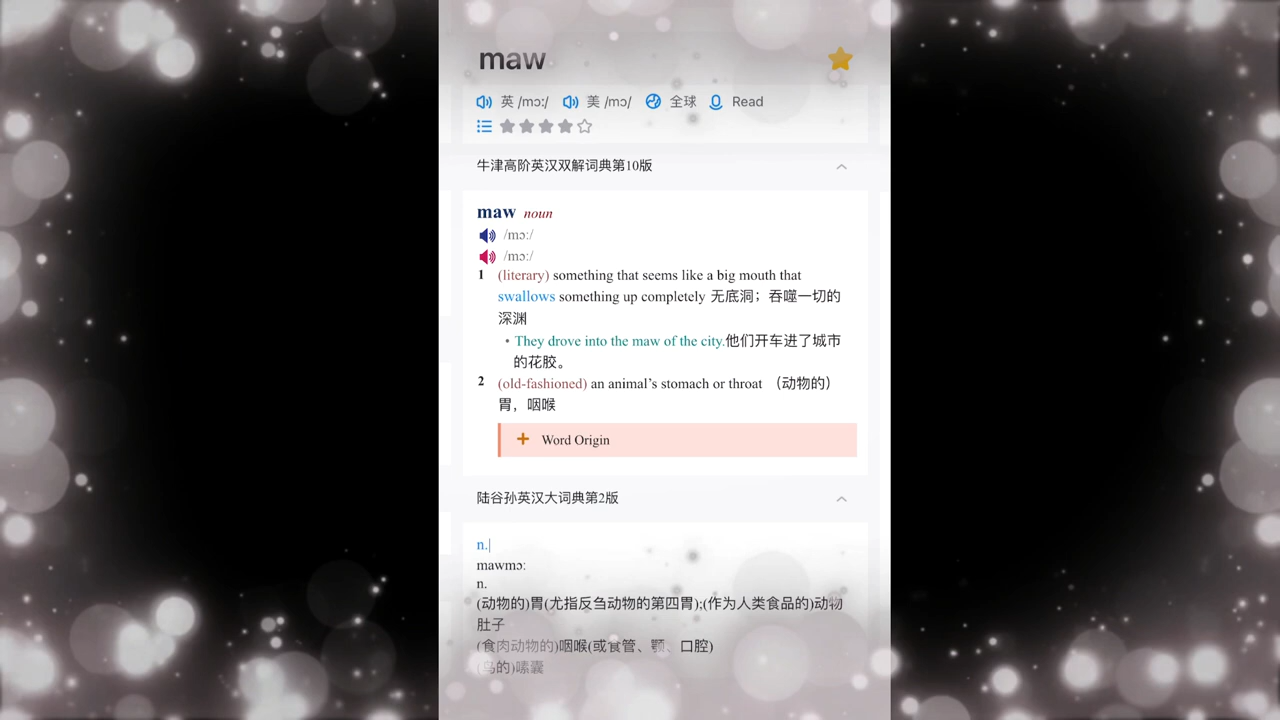 maw
英 /mɔː/ 美 /mɔ/ 全球 Read
牛津高阶英汉双解词典第10版
maw noun
/mɔː/
/mɔː/
1 (literary) something that seems like a big mouth that
swallows something up completely 无底洞；吞噬一切的
深渊
• They drove into the maw of the city.他们开车进了城市
的花胶。
2 (old-fashioned) an animal’s stomach or throat （动物的）
胃，咽喉
+ Word Origin
陆谷孙英汉大词典第2版
n.|
mawmɔː
n.
(动物的)胃(尤指反刍动物的第四胃);(作为人类食品的)动物
肚子
(食肉动物的)咽喉(或食管、颚、口腔)
(鸟的)嗉囊